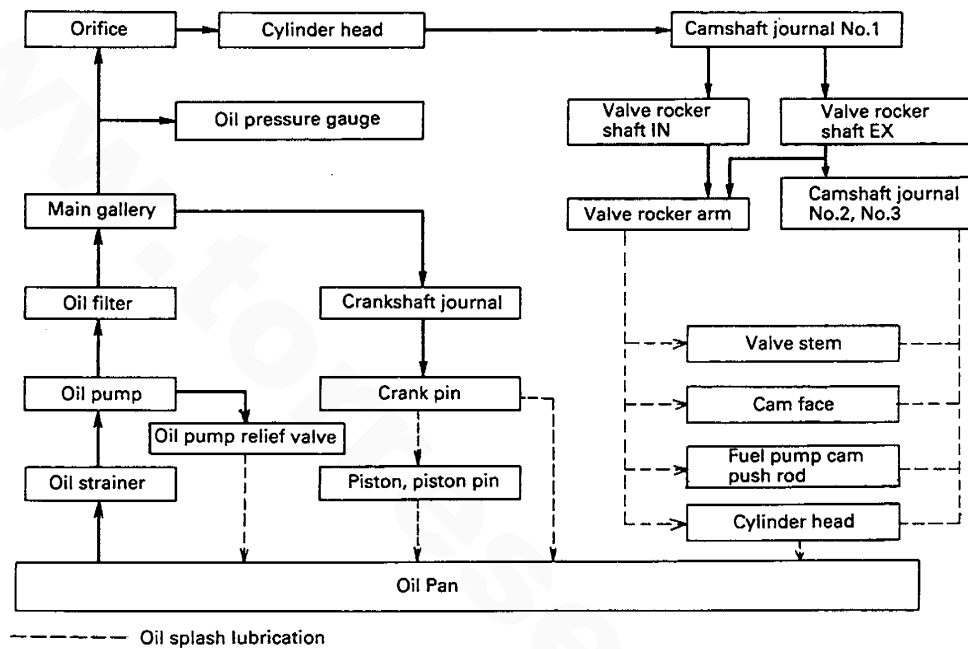 Orifice
Cylinder head
Camshaft journal No.1
Oil pressure gauge
Valve rocker
shaft IN
Valve rocker
shaft EX
Main gallery
Valve rocker arm
Camshaft journal
No.2, No.3
Oil filter
Crankshaft journal
Valve stem
Oil pump
Crank pin
Cam face
Oil pump relief valve
Oil strainer
Piston, piston pin
Fuel pump cam
push rod
Cylinder head
Oil Pan
Oil splash lubrication